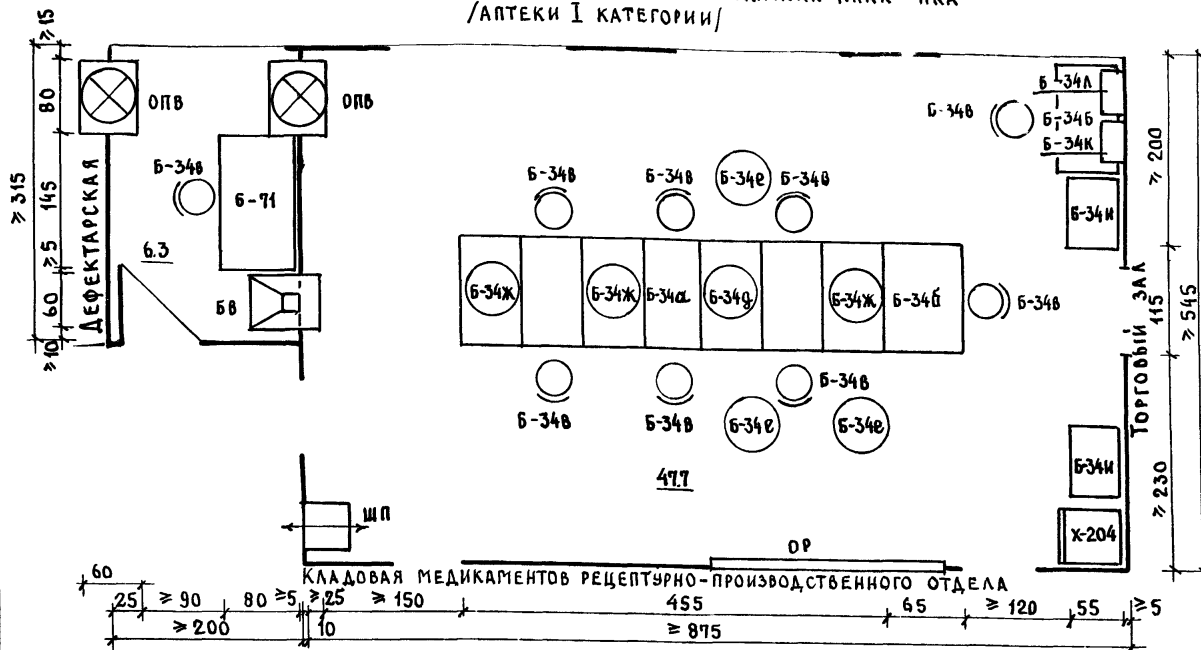 /АПТЕКИ I КАТЕГОРИИ/
≥15
80
≥315
145
≥5
60
≥10
ДЕФЕКТАРСКАЯ
ОПВ
ОПВ
Б-34в
Б-71
6.3
БВ
Б-34в
Б-34в
Б-34е
Б-34в
Б-34ж
Б-34ж
Б-34а
Б-34д
Б-34ж
Б-34б
Б-34в
Б-34в
Б-34в
Б-34в
Б-34е
Б-34е
47.7
Б-34в
Б-34л
Б-34б
Б-34к
Б-34и
≥200
115
≥545
ТОРГОВЫЙ ЗАЛ
≥230
Б-34и
Х-204
ШП
ОР
КЛАДОВАЯ МЕДИКАМЕНТОВ РЕЦЕПТУРНО-ПРОИЗВОДСТВЕННОГО ОТДЕЛА
60
25 ≥90 80 ≥5 ≥25 ≥150 455 65 ≥120 55 ≥5
≥200 10 ≥875